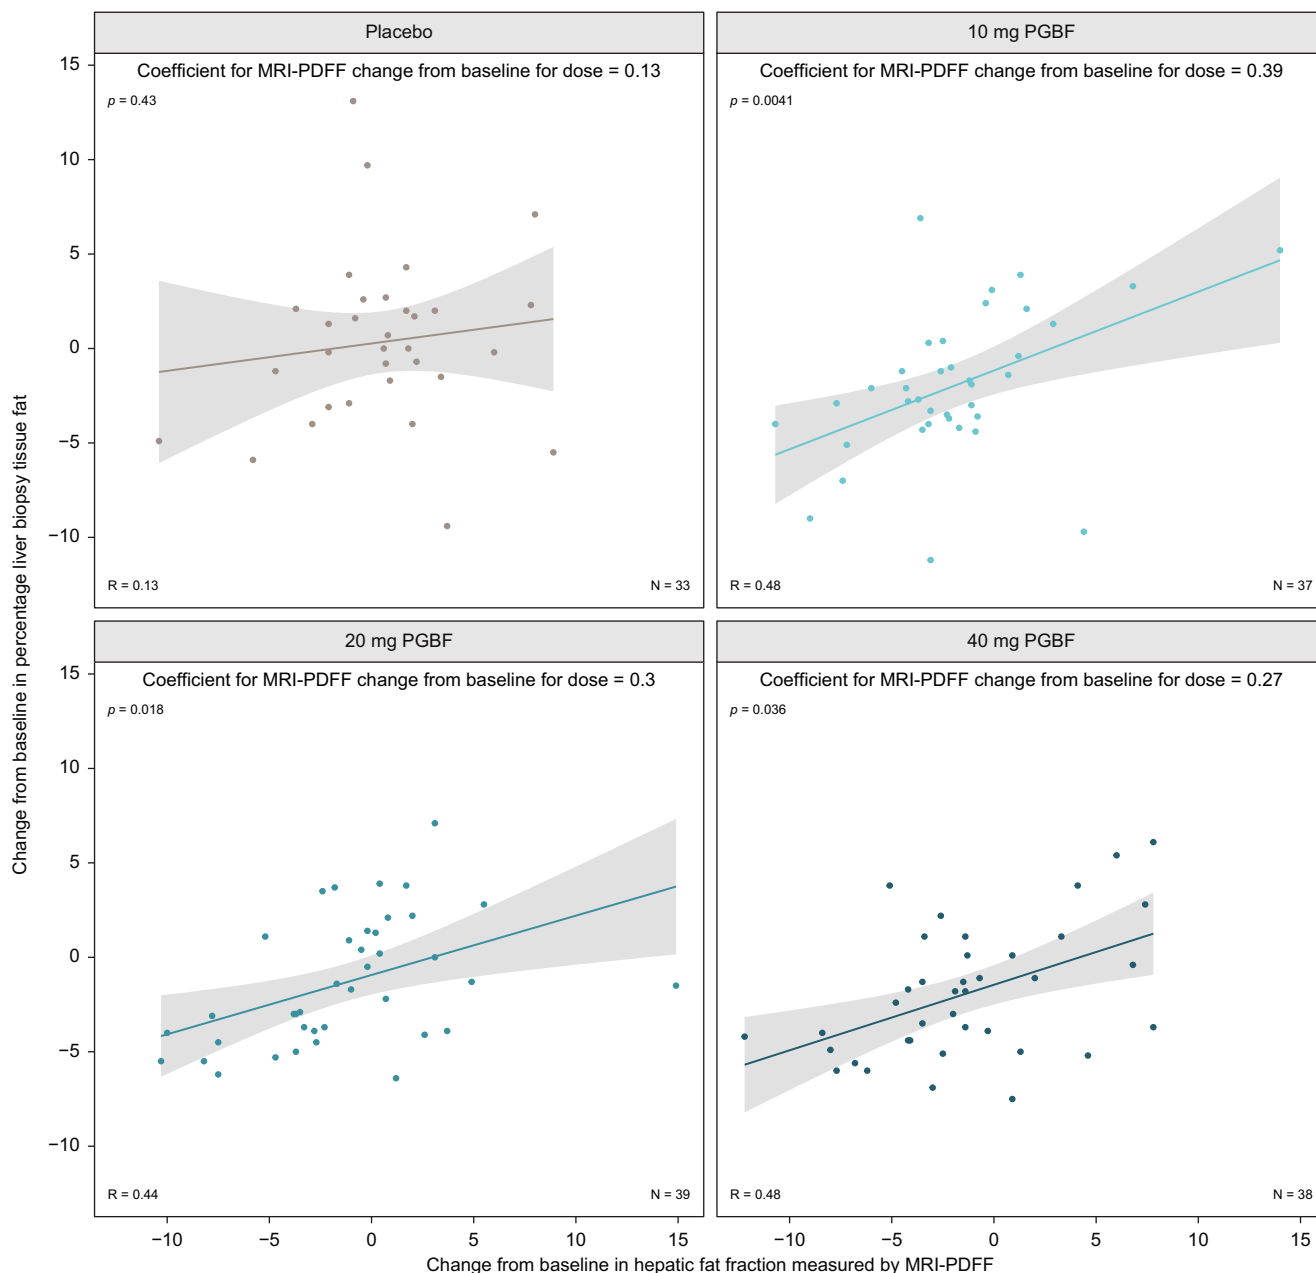 Placebo
Coefficient for MRI-PDFF change from baseline for dose = 0.13
p = 0.43
R = 0.13
N = 33
10 mg PGBF
Coefficient for MRI-PDFF change from baseline for dose = 0.39
p = 0.0041
R = 0.48
N = 37
15
10
5
0
−5
−10
20 mg PGBF
Coefficient for MRI-PDFF change from baseline for dose = 0.3
p = 0.018
R = 0.44
N = 39
40 mg PGBF
Coefficient for MRI-PDFF change from baseline for dose = 0.27
p = 0.036
R = 0.48
N = 38
15
10
5
0
−5
−10
Change from baseline in percentage liver biopsy tissue fat
−10 −5 0 5 10 15
−10 −5 0 5 10 15
Change from baseline in hepatic fat fraction measured by MRI-PDFF